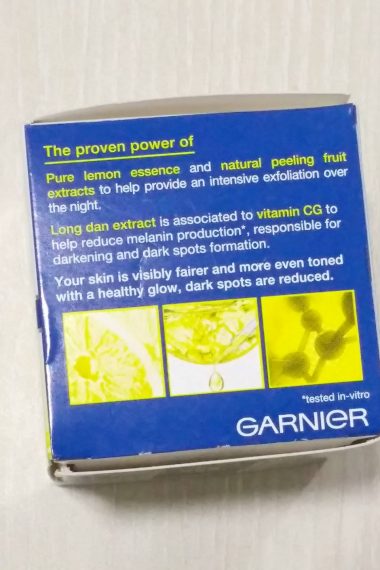 The proven power of
Pure lemon essence and natural peeling fruit
extracts to help provide an intensive exfoliation over
the night.
Long dan extract is associated to vitamin CG to
help reduce melanin production*, responsible for
darkening and dark spots formation.
Your skin is visibly fairer and more even toned
with a healthy glow, dark spots are reduced.
*tested in-vitro
GARNIER